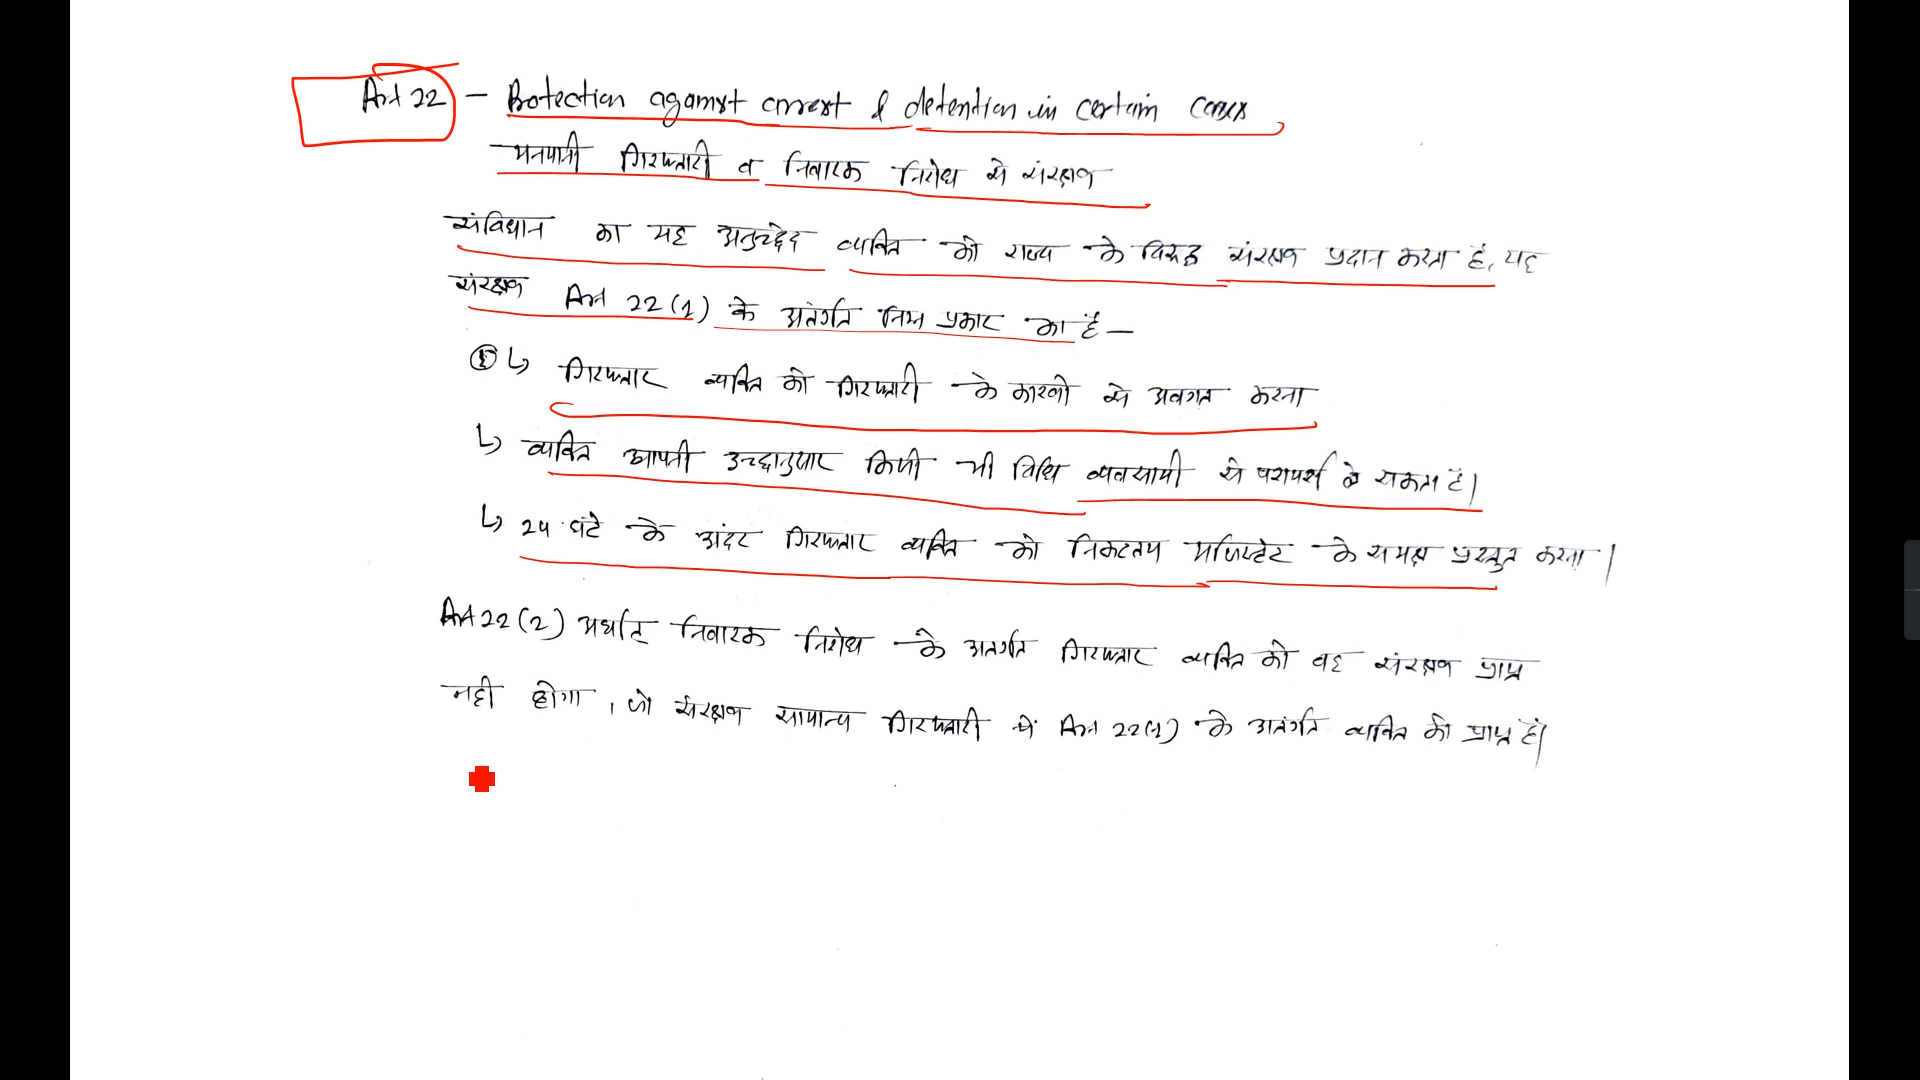 Art 22 - Protection against arrest & detention in certain cases
मनमानी गिरफ्तारी व निवारक निरोध से संरक्षण
संविधान का यह अनुच्छेद व्यक्ति को राज्य के विरुद्ध संरक्षण प्रदान करता है, यह
संरक्षण Art 22(1) के अंतर्गत निम्न प्रकार का है –
① ↳ गिरफ्तार व्यक्ति को गिरफ्तारी के कारणों से अवगत करना
↳ व्यक्ति अपनी इच्छानुसार किसी भी विधि व्यवसायी से परामर्श ले सकता है।
↳ 24 घंटे के अंदर गिरफ्तार व्यक्ति को निकटतम मजिस्ट्रेट के समक्ष प्रस्तुत करना।
Art 22(2) अर्थात् निवारक निरोध के अंतर्गत गिरफ्तार व्यक्ति को वह संरक्षण प्राप्त
नही होगा, जो संरक्षण सामान्य गिरफ्तारी में Art 22(1) के अंतर्गत व्यक्ति को प्राप्त है।